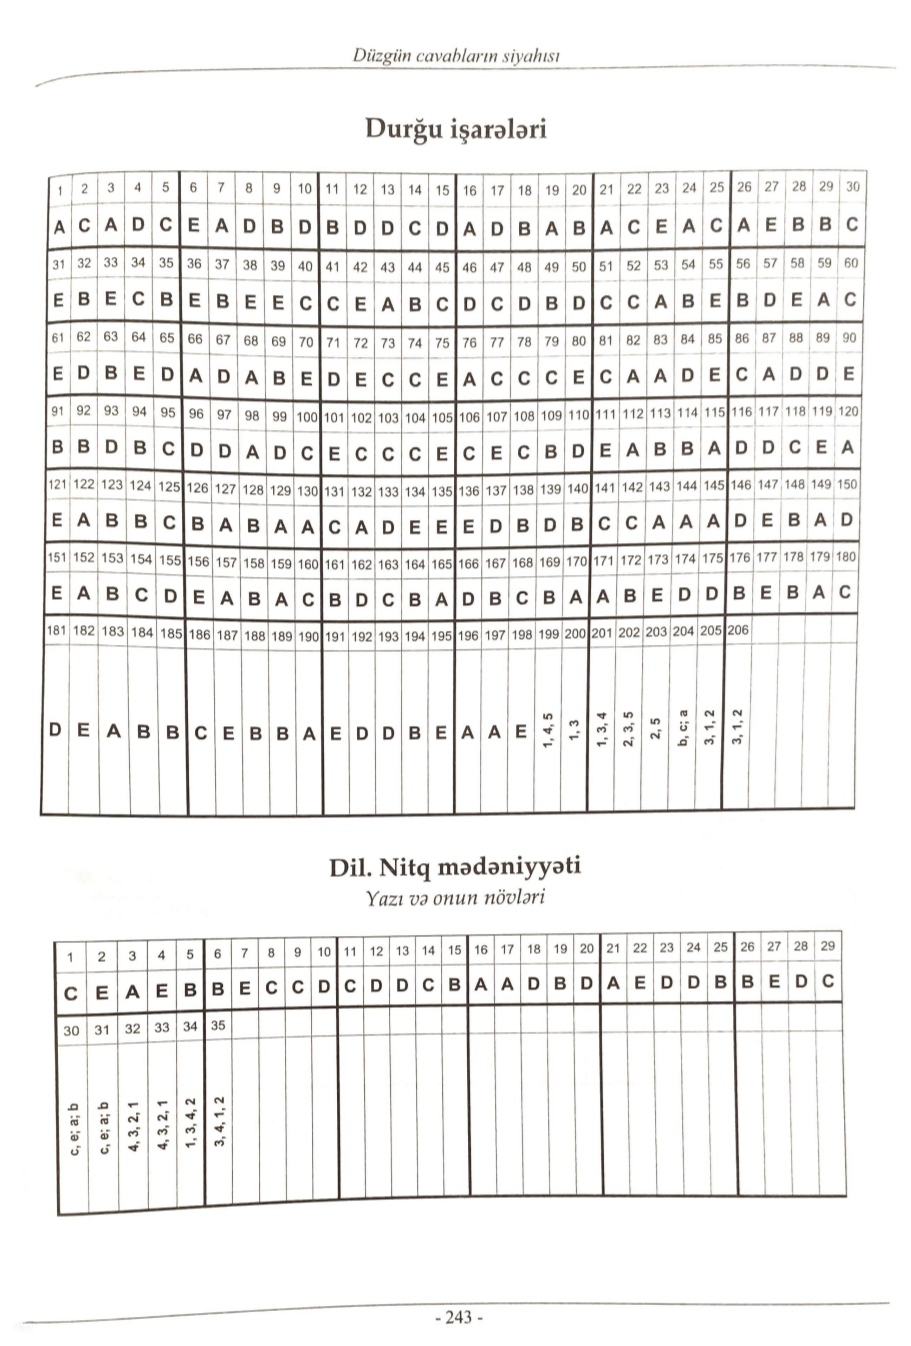 Düzgün cavabların siyahısı
Durğu işarələri
1 2 3 4 5 6 7 8 9 10 11 12 13 14 15 16 17 18 19 20 21 22 23 24 25 26 27 28 29 30
A C A D C E A D B D B D D C D A D B A B A C E A C A E B B C
31 32 33 34 35 36 37 38 39 40 41 42 43 44 45 46 47 48 49 50 51 52 53 54 55 56 57 58 59 60
E B E C B E B E E C C E A B C D C D B D C C A B E B D E A C
61 62 63 64 65 66 67 68 69 70 71 72 73 74 75 76 77 78 79 80 81 82 83 84 85 86 87 88 89 90
E D B E D A D A B E D E C C E A C C C E C A A D E C A D D E
91 92 93 94 95 96 97 98 99 100 101 102 103 104 105 106 107 108 109 110 111 112 113 114 115 116 117 118 119 120
B B D B C D D A D C E C C C E C E C B D E A B B A D D C E A
121 122 123 124 125 126 127 128 129 130 131 132 133 134 135 136 137 138 139 140 141 142 143 144 145 146 147 148 149 150
E A B B C B A B A A C A D E E E D B D B C C A A A D E B A D
151 152 153 154 155 156 157 158 159 160 161 162 163 164 165 166 167 168 169 170 171 172 173 174 175 176 177 178 179 180
E A B C D E A B A C B D C B A D B C B A A B E D D B E B A C
181 182 183 184 185 186 187 188 189 190 191 192 193 194 195 196 197 198 199 200 201 202 203 204 205 206
D E A B B C E B B A E D D B E A A E 1, 4, 5 1, 3 1, 3, 4 2, 3, 5 2, 5 b, c; a 3, 1, 2 3, 1, 2
Dil. Nitq mədəniyyəti
Yazı və onun növləri
1 2 3 4 5 6 7 8 9 10 11 12 13 14 15 16 17 18 19 20 21 22 23 24 25 26 27 28 29
C E A E B B E C C D C D D C B A A D B D A E D D B B E D C
30 31 32 33 34 35
c, e; a; b c, e; a; b 4, 3, 2, 1 4, 3, 2, 1 1, 3, 4, 2 3, 4, 1, 2
- 243 -